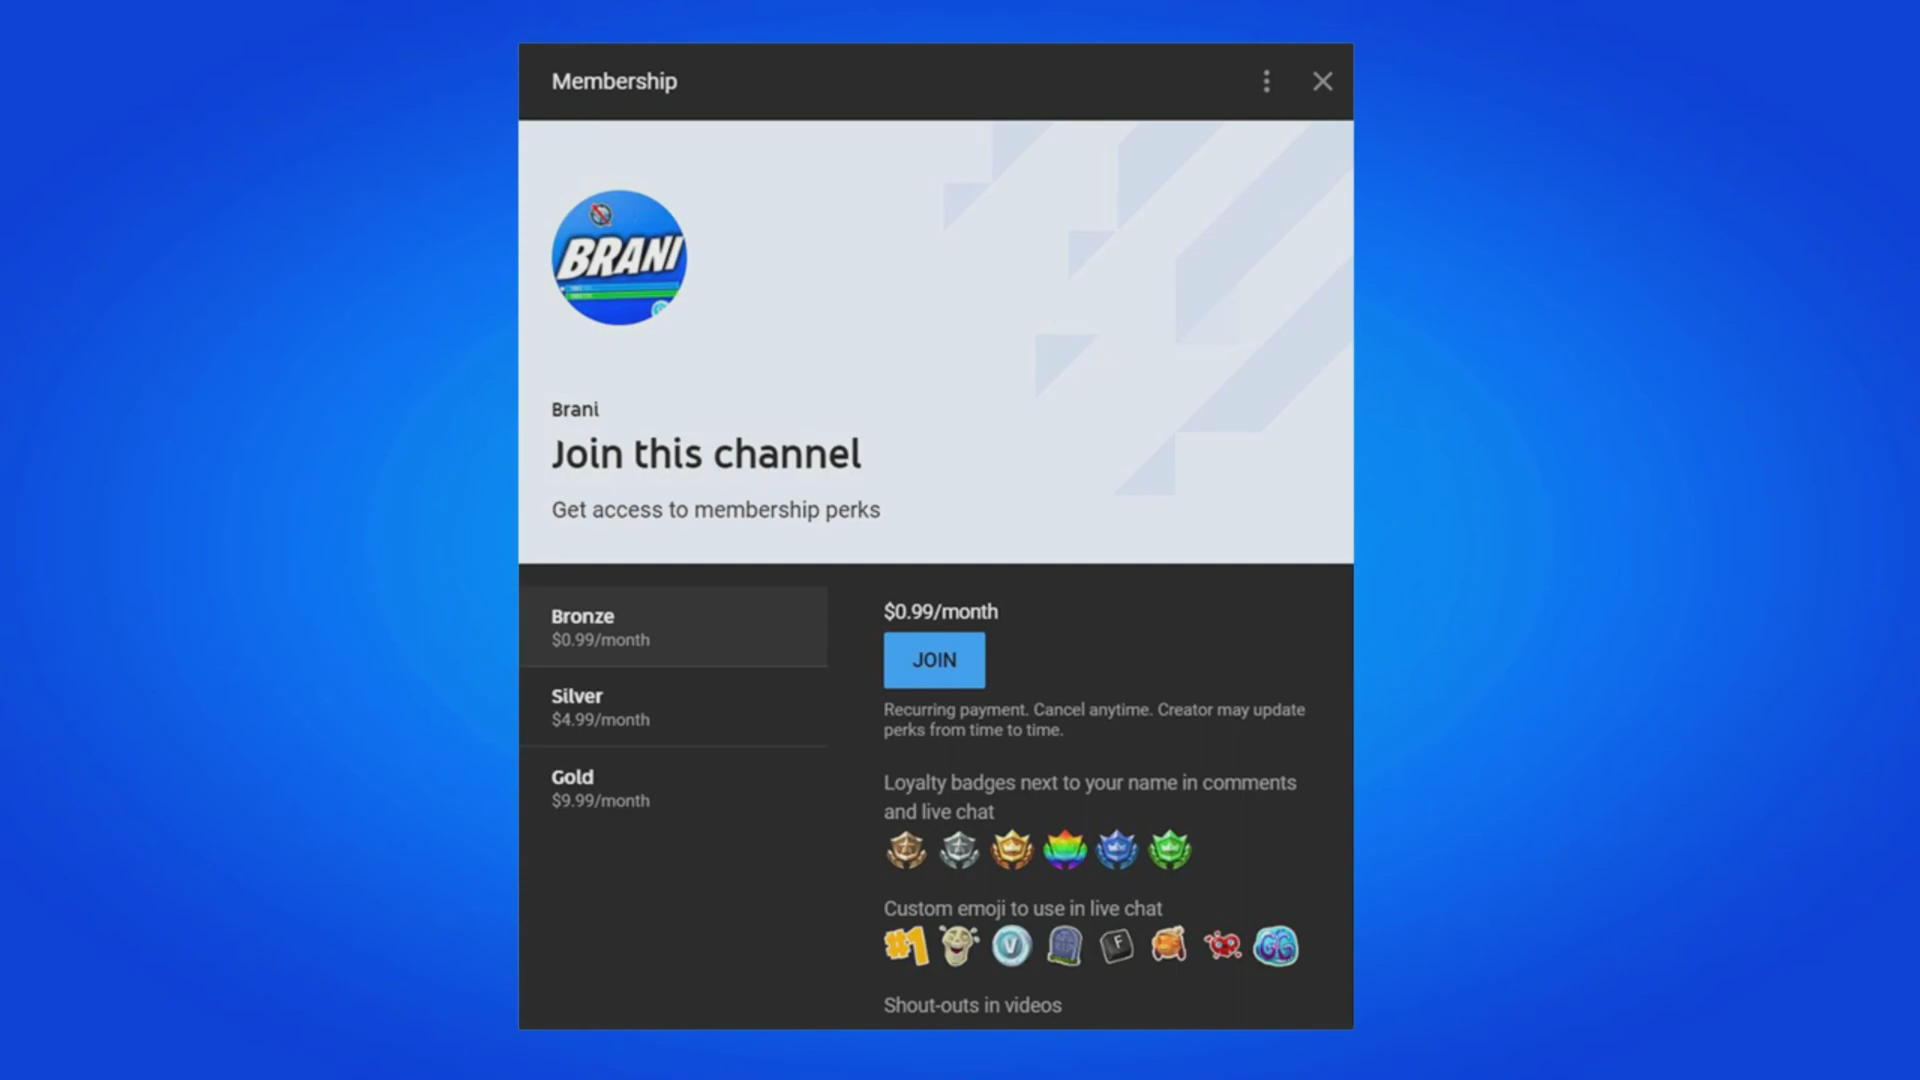 Membership
BRANI
Brani
Join this channel
Get access to membership perks
Bronze
$0.99/month
Silver
$4.99/month
Gold
$9.99/month
$0.99/month
JOIN
Recurring payment. Cancel anytime. Creator may update
perks from time to time.
Loyalty badges next to your name in comments
and live chat
Custom emoji to use in live chat
#1 V F GG
Shout-outs in videos